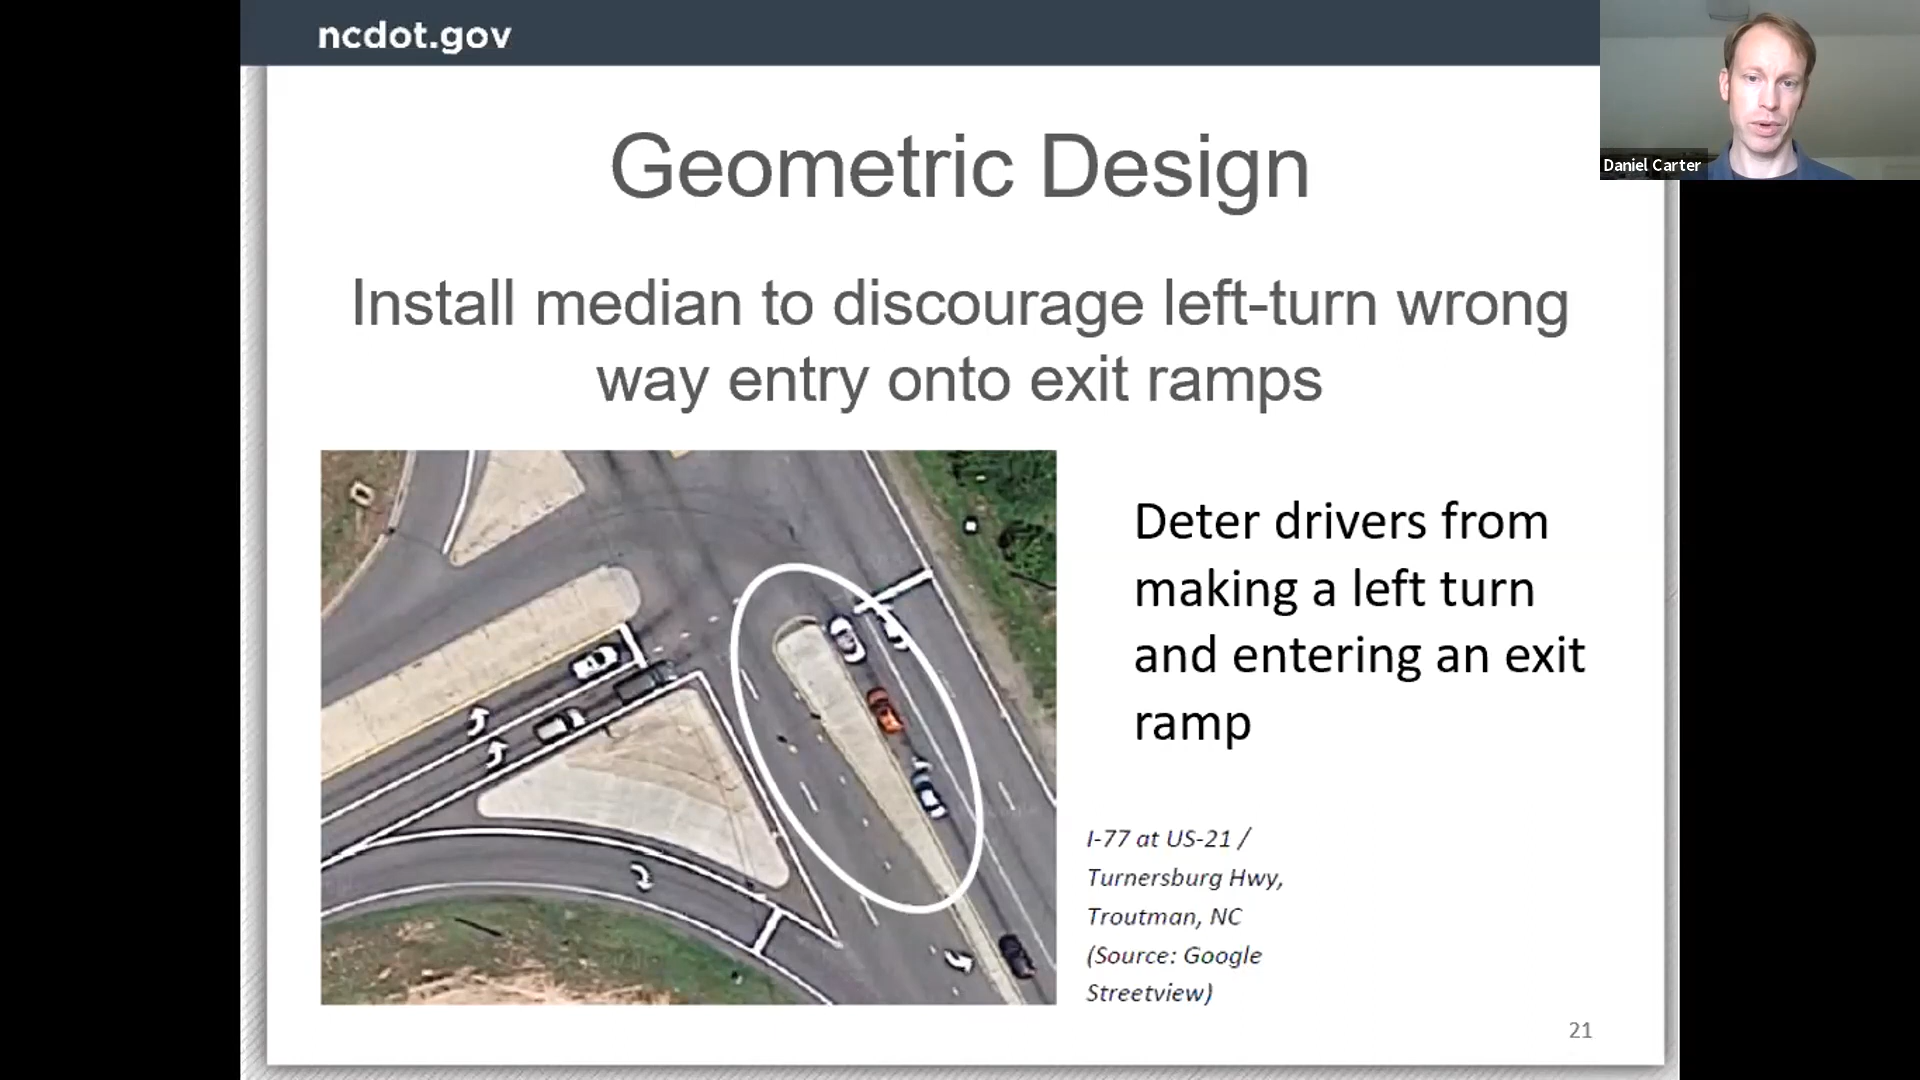 ncdot.gov
Daniel Carter
Geometric Design
Install median to discourage left-turn wrong
way entry onto exit ramps
Deter drivers from
making a left turn
and entering an exit
ramp
I-77 at US-21 /
Turnersburg Hwy,
Troutman, NC
(Source: Google
Streetview)
21